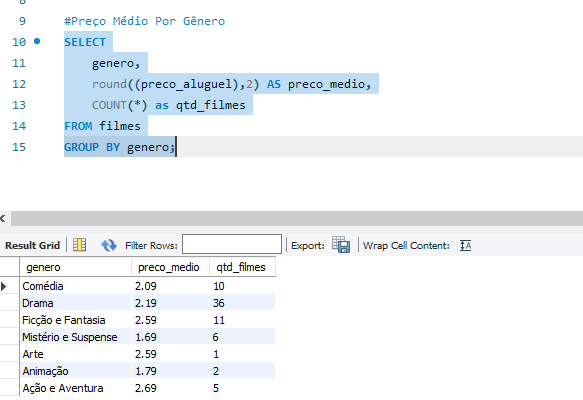 8
9 #Preço Médio Por Gênero
10 SELECT
11 genero,
12 round((preco_aluguel),2) AS preco_medio,
13 COUNT(*) as qtd_filmes
14 FROM filmes
15 GROUP BY genero;
Result Grid Filter Rows: Export: Wrap Cell Content: IA
genero preco_medio qtd_filmes
Comédia 2.09 10
Drama 2.19 36
Ficção e Fantasia 2.59 11
Mistério e Suspense 1.69 6
Arte 2.59 1
Animação 1.79 2
Ação e Aventura 2.69 5